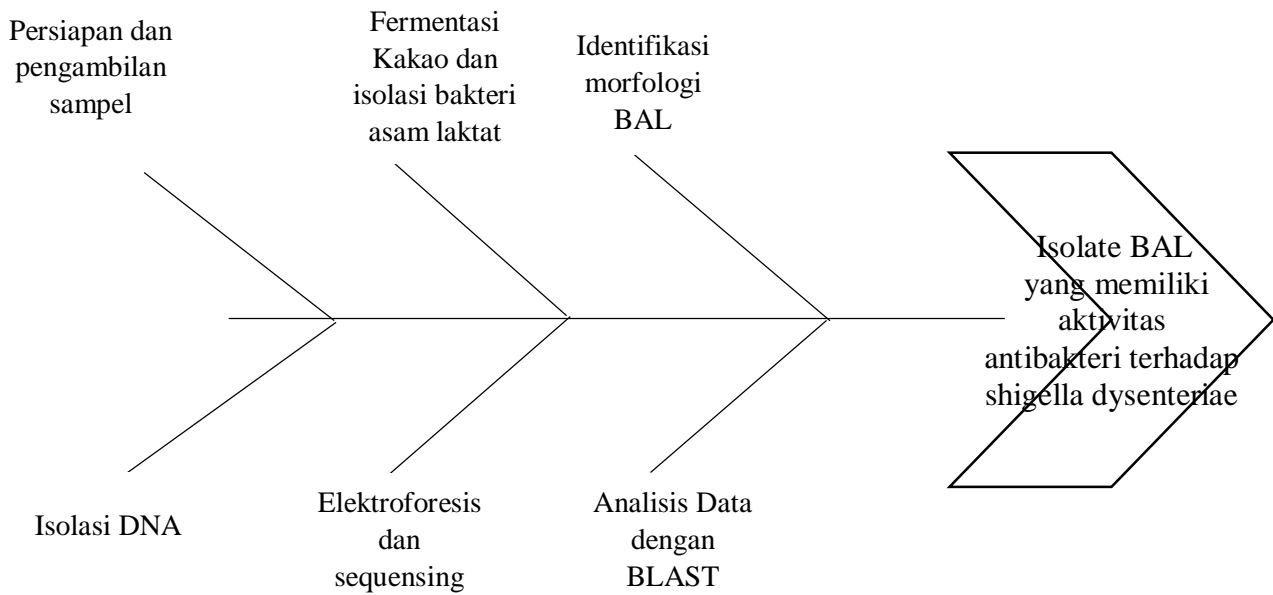 Persiapan dan
pengambilan
sampel
Fermentasi
Kakao dan
isolasi bakteri
asam laktat
Identifikasi
morfologi
BAL
Isolate BAL
yang memiliki
aktivitas
antibakteri terhadap
shigella dysenteriae
Isolasi DNA
Elektroforesis
dan
sequensing
Analisis Data
dengan
BLAST